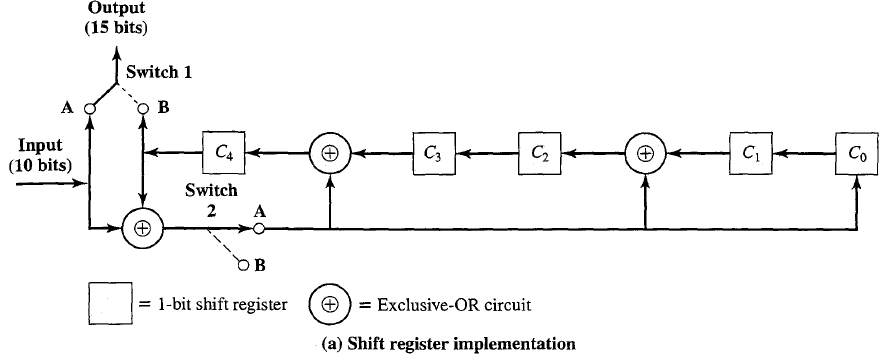 Output
(15 bits)
Switch 1
A
B
Input
(10 bits)
C4
C3
C2
C1
C0
Switch
2
A
B
= 1-bit shift register
= Exclusive-OR circuit
(a) Shift register implementation